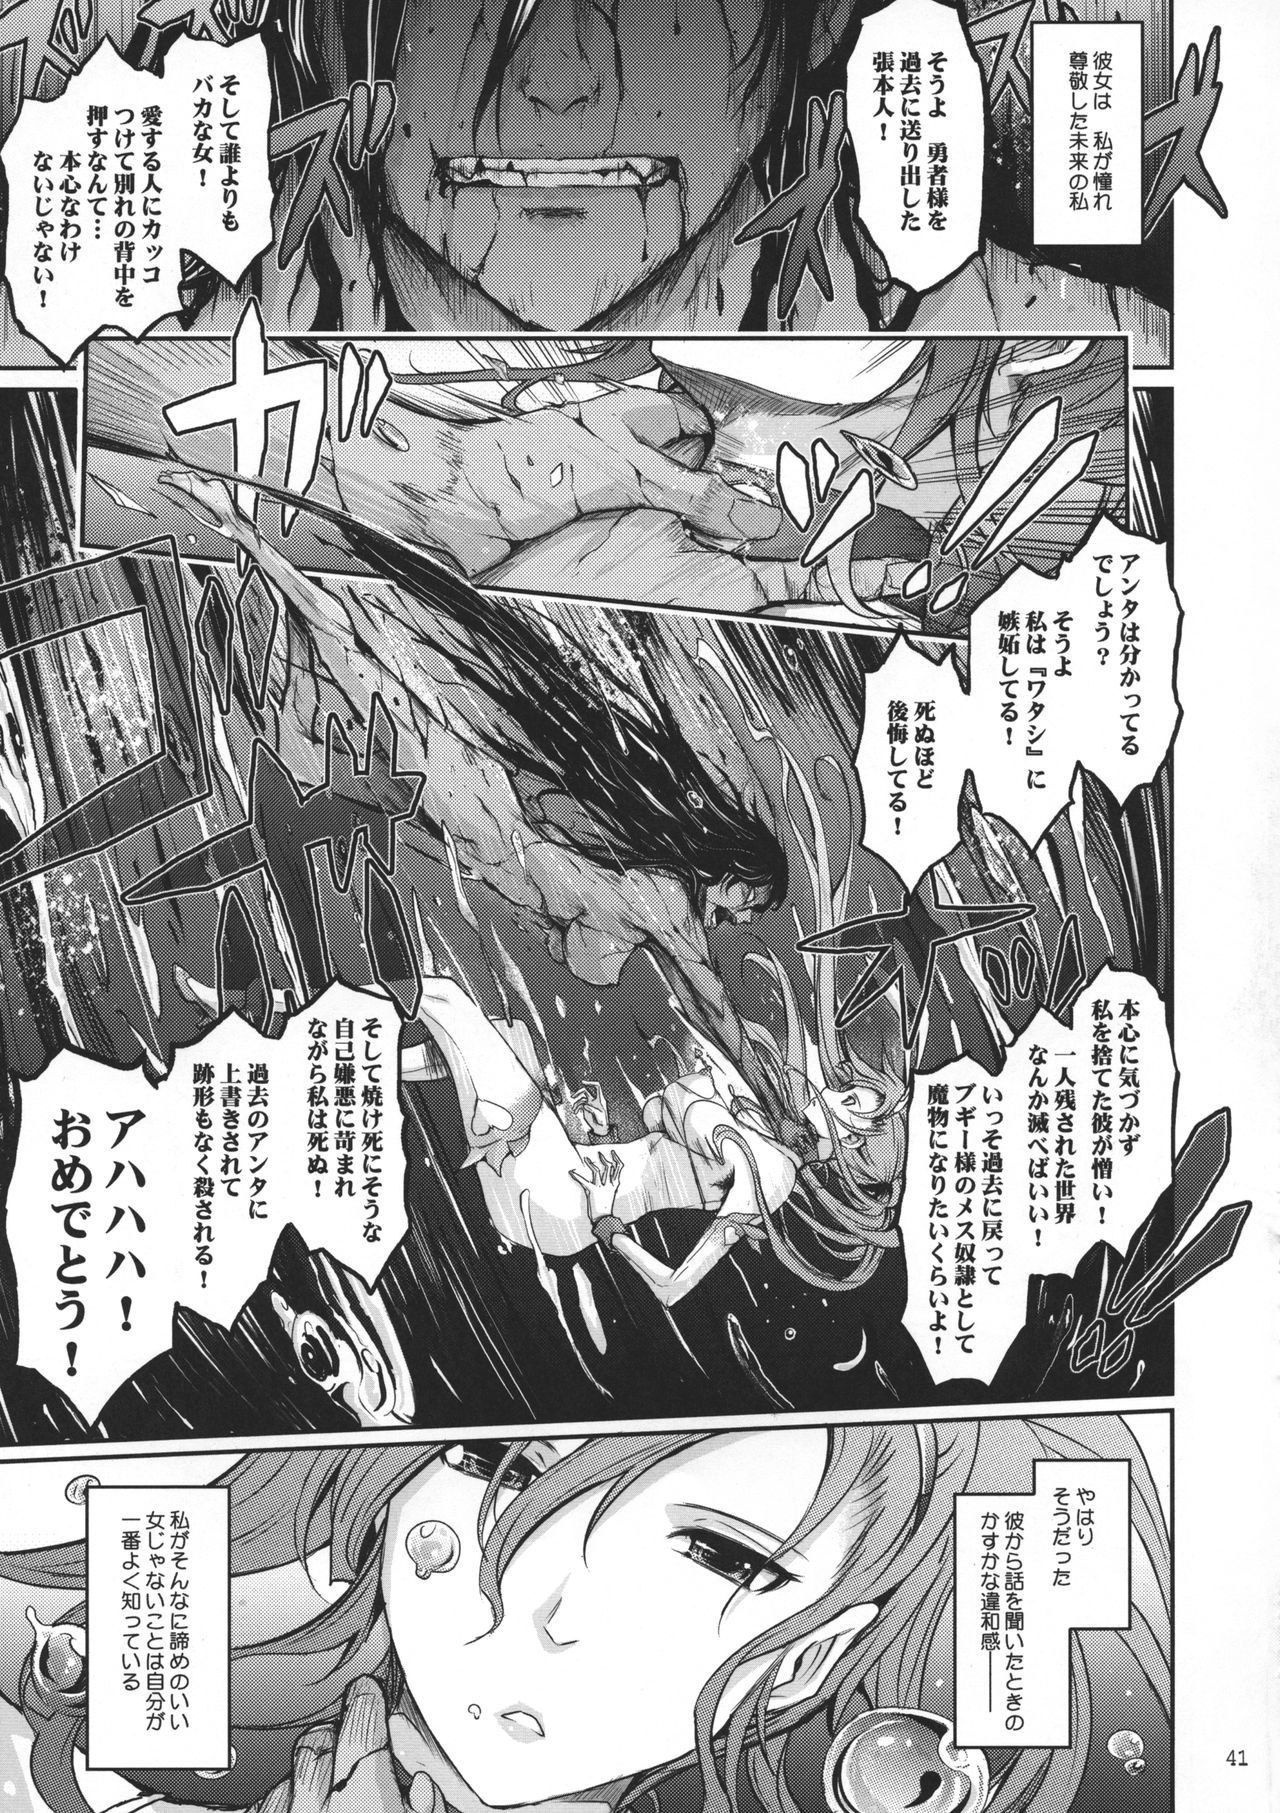 彼女は 私が憧れ
尊敬した未来の私
そうよ 勇者様を
過去に送り出した
張本人！
そして誰よりも
バカな女！
愛する人にカッコ
つけて別れの背中を
押すなんて…
本心なわけ
ないじゃない！
ズズズ
ズズ
ガッ
アンタは分かってる
でしょう？
そうよ
私は『ワタシ』に
嫉妬してる！
死ぬほど
後悔してる！
本心に気づかず
私を捨てた彼が憎い！
一人残された世界
なんか滅べばいい！
いっそ過去に戻って
ブギー様のメス奴隷として
魔物になりたいくらいよ！
そして焼け死にそうな
自己嫌悪に苛まれ
ながら私は死ぬ！
過去のアンタに
上書きされて
跡形もなく殺される！
アハハハ！
おめでとう！
やはり
そうだった
彼から話を聞いたときの
かすかな違和感――
私がそんなに諦めのいい
女じゃないことは自分が
一番よく知っている
41